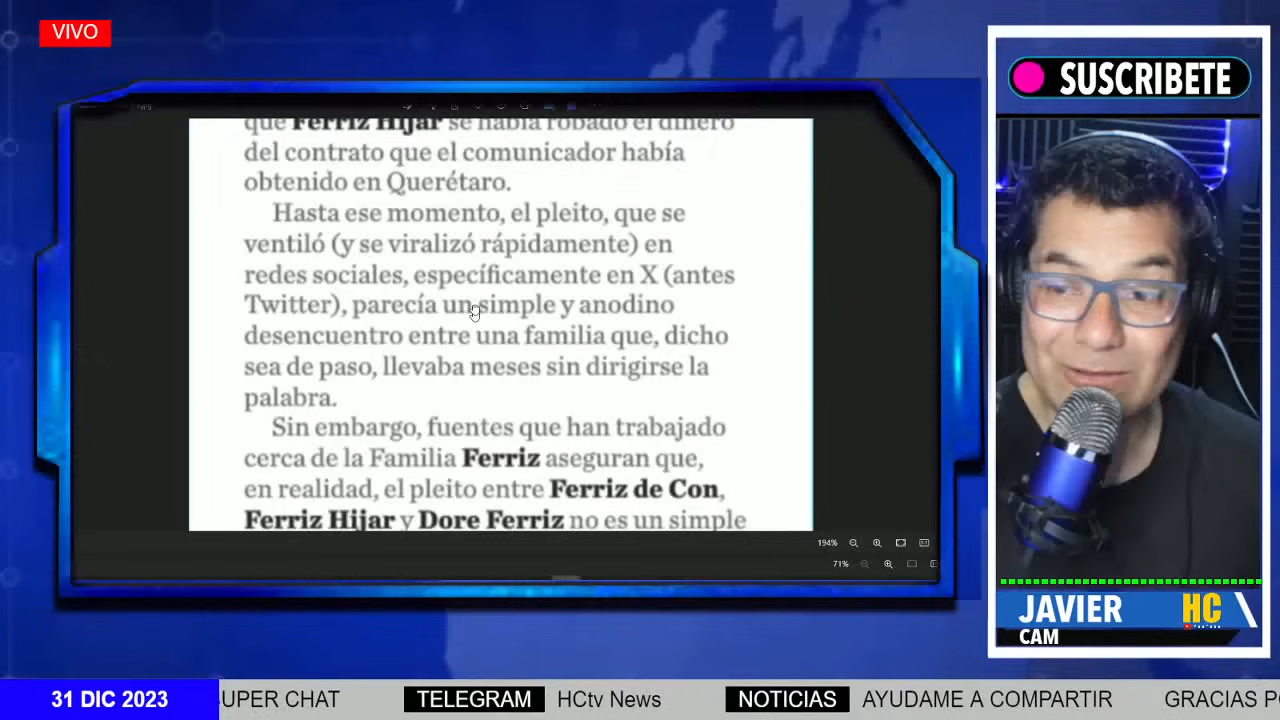 VIVO
que Ferriz Hijar se había robado el dinero
del contrato que el comunicador había
obtenido en Querétaro.
Hasta ese momento, el pleito, que se
ventiló (y se viralizó rápidamente) en
redes sociales, específicamente en X (antes
Twitter), parecía un simple y anodino
desencuentro entre una familia que, dicho
sea de paso, llevaba meses sin dirigirse la
palabra.
Sin embargo, fuentes que han trabajado
cerca de la Familia Ferriz aseguran que,
en realidad, el pleito entre Ferriz de Con,
Ferriz Hijar y Dore Ferriz no es un simple
194%
71%
SUSCRIBETE
JAVIER HC
CAM
31 DIC 2023 SUPER CHAT TELEGRAM HCtv News NOTICIAS AYUDAME A COMPARTIR GRACIAS P